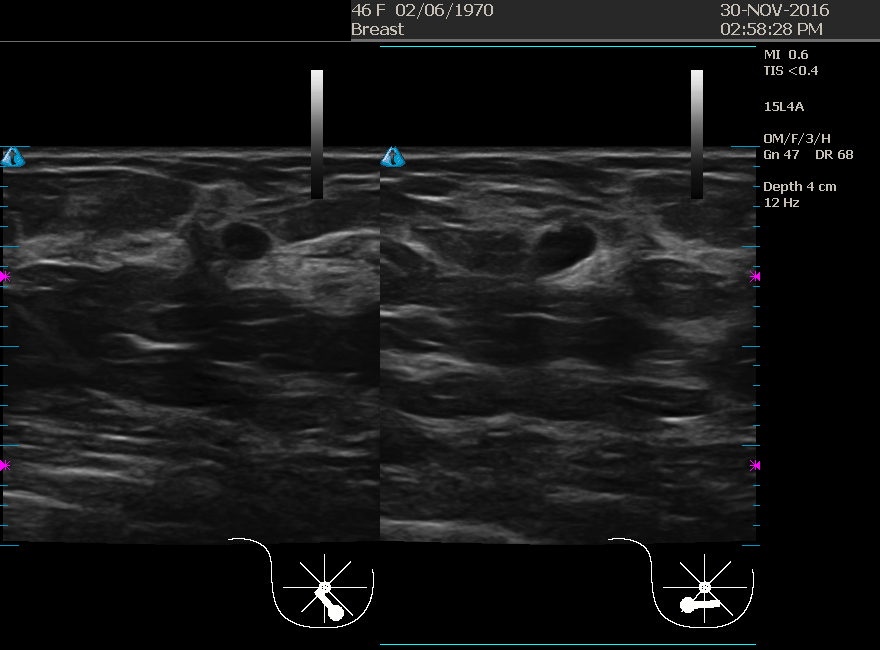 46 F 02/06/1970
Breast
30-NOV-2016
02:58:28 PM
MI 0.6
TIS <0.4
15L4A
OM/F/3/H
Gn 47 DR 68
Depth 4 cm
12 Hz